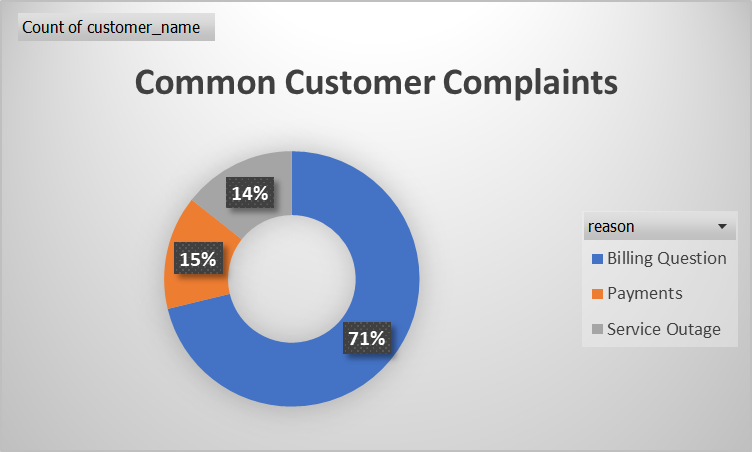 Count of customer_name
Common Customer Complaints
14%
15%
71%
reason
Billing Question
Payments
Service Outage